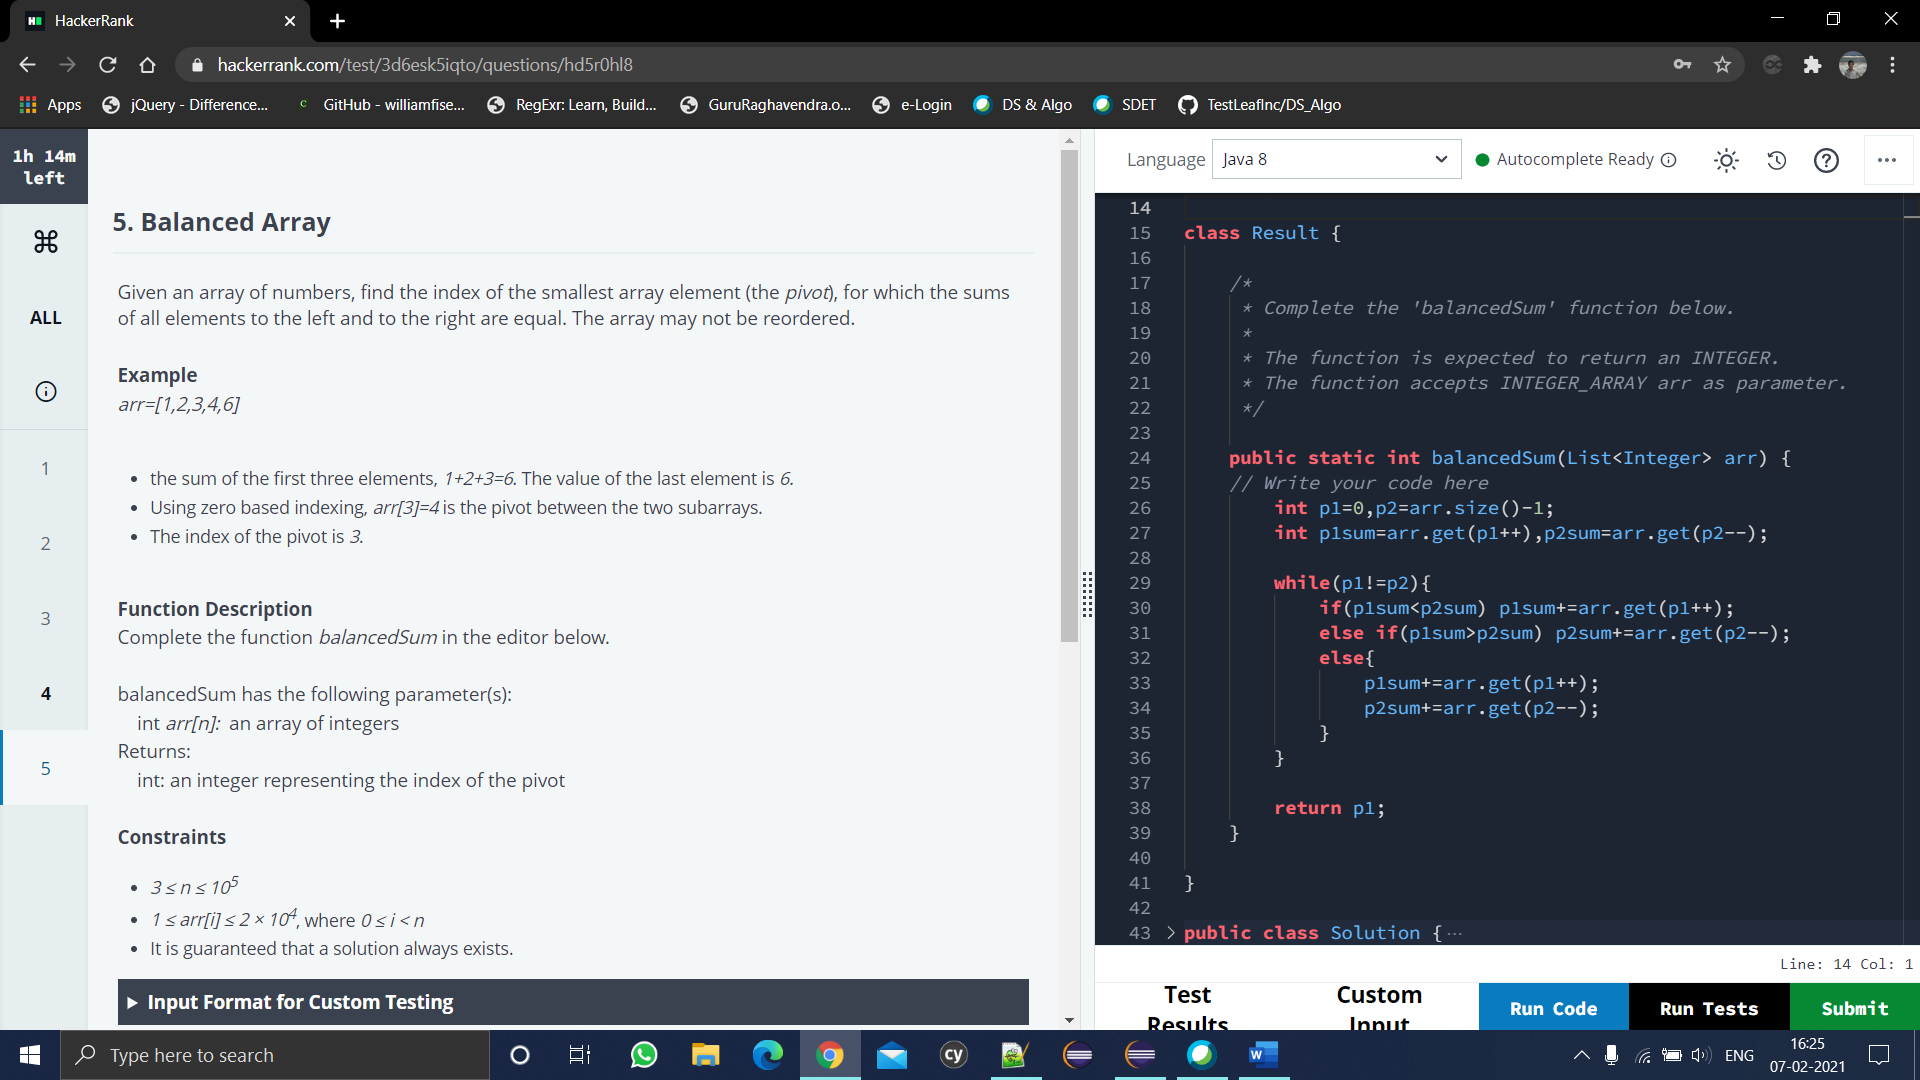 HackerRank
hackerrank.com/test/3d6esk5iqto/questions/hd5r0hl8
Apps
jQuery - Difference...
GitHub - williamfise...
RegExr: Learn, Build...
GuruRaghavendra.o...
e-Login
DS & Algo
SDET
TestLeafInc/DS_Algo
1h 14m
left
ALL
1
2
3
4
5
5. Balanced Array
Given an array of numbers, find the index of the smallest array element (the pivot), for which the sums
of all elements to the left and to the right are equal. The array may not be reordered.
Example
arr=[1,2,3,4,6]
• the sum of the first three elements, 1+2+3=6. The value of the last element is 6.
• Using zero based indexing, arr[3]=4 is the pivot between the two subarrays.
• The index of the pivot is 3.
Function Description
Complete the function balancedSum in the editor below.
balancedSum has the following parameter(s):
int arr[n]: an array of integers
Returns:
int: an integer representing the index of the pivot
Constraints
• 3 ≤ n ≤ 10^5
• 1 ≤ arr[i] ≤ 2 × 10^4, where 0 ≤ i < n
• It is guaranteed that a solution always exists.
Input Format for Custom Testing
Language Java 8 Autocomplete Ready
14
15 class Result {
16
17 /*
18 * Complete the 'balancedSum' function below.
19 *
20 * The function is expected to return an INTEGER.
21 * The function accepts INTEGER_ARRAY arr as parameter.
22 */
23
24 public static int balancedSum(List<Integer> arr) {
25 // Write your code here
26 int p1=0,p2=arr.size()-1;
27 int p1sum=arr.get(p1++),p2sum=arr.get(p2--);
28
29 while(p1!=p2){
30 if(p1sum<p2sum) p1sum+=arr.get(p1++);
31 else if(p1sum>p2sum) p2sum+=arr.get(p2--);
32 else{
33 p1sum+=arr.get(p1++);
34 p2sum+=arr.get(p2--);
35 }
36 }
37
38 return p1;
39 }
40
41 }
42
43 public class Solution {···
Line: 14 Col: 1
Test
Results
Custom
Input
Run Code
Run Tests
Submit
Type here to search
cy
W
ENG
16:25
07-02-2021